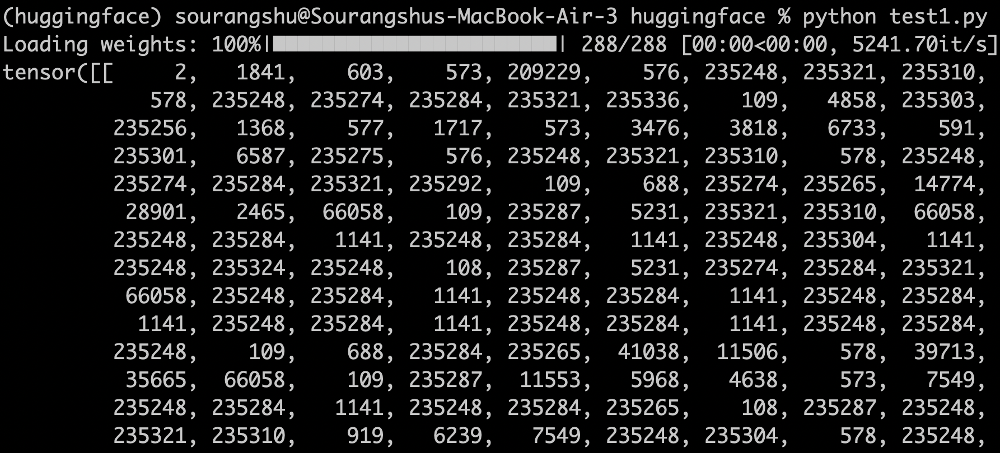 (huggingface) sourangshu@Sourangshus-MacBook-Air-3 huggingface % python test1.py
Loading weights: 100%|███████████████████████| 288/288 [00:00<00:00, 5241.70it/s]
tensor([[     2,   1841,    603,    573, 209229,    576, 235248, 235321, 235310,
            578, 235248, 235274, 235284, 235321, 235336,    109,   4858, 235303,
         235256,   1368,    577,   1717,    573,   3476,   3818,   6733,    591,
         235301,   6587, 235275,    576, 235248, 235321, 235310,    578, 235248,
         235274, 235284, 235321, 235292,    109,    688, 235274, 235265,  14774,
          28901,   2465,  66058,    109, 235287,   5231, 235321, 235310,  66058,
         235248, 235284,   1141, 235248, 235284,   1141, 235248, 235304,   1141,
         235248, 235324, 235248,    108, 235287,   5231, 235274, 235284, 235321,
          66058, 235248, 235284,   1141, 235248, 235284,   1141, 235248, 235284,
           1141, 235248, 235284,   1141, 235248, 235284,   1141, 235248, 235284,
         235248,    109,    688, 235284, 235265,  41038,  11506,    578,  39713,
          35665,  66058,    109, 235287,  11553,   5968,   4638,    573,   7549,
         235248, 235284,   1141, 235248, 235284, 235265,    108, 235287, 235248,
         235321, 235310,    919,   6239,   7549, 235248, 235304,    578, 235248,